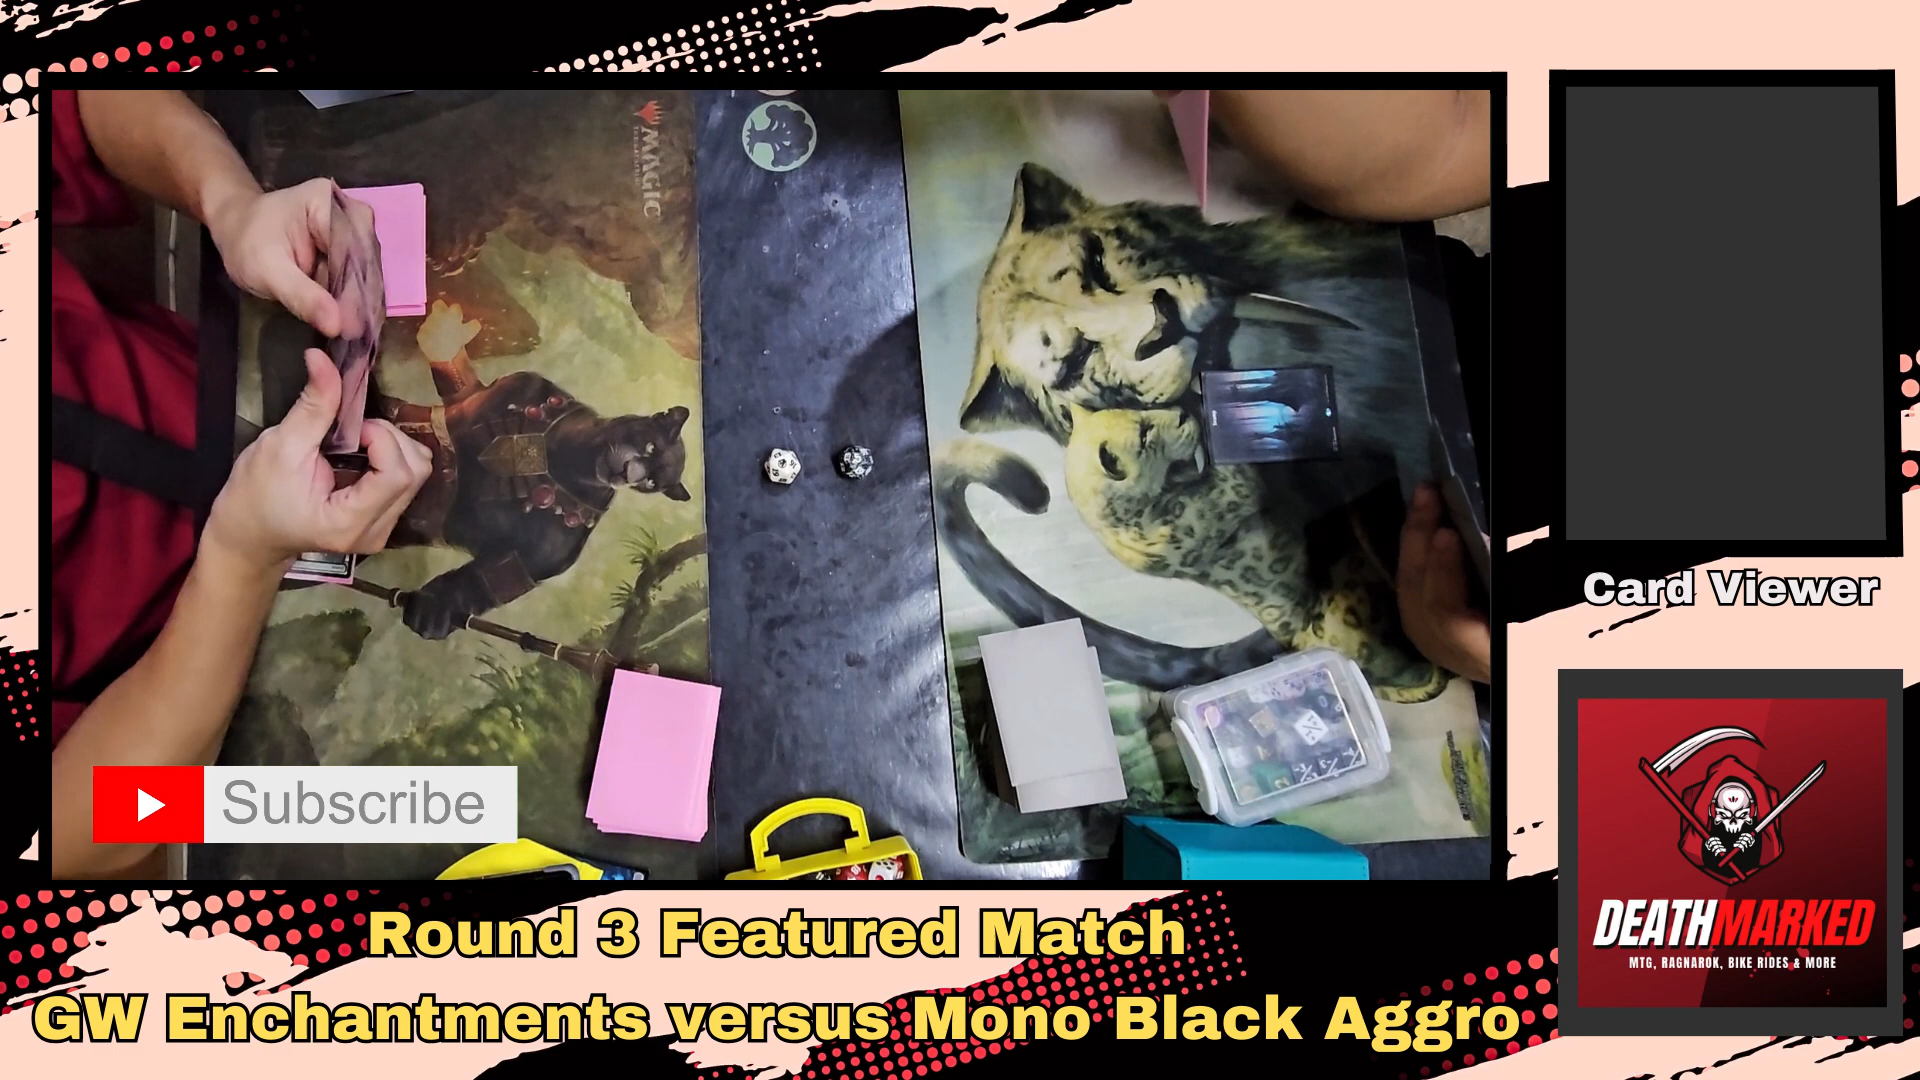 MAGIC
Subscribe
Card Viewer
DEATHMARKED
MTG, RAGNAROK, BIKE RIDES & MORE
Round 3 Featured Match
GW Enchantments versus Mono Black Aggro